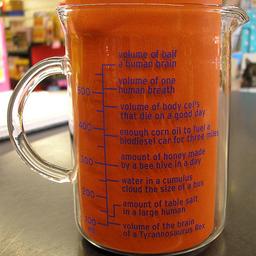 volume of half
a human brain
volume of one
human breath
500
volume of body cells
that die on a good day
400
enough corn oil to fuel a
biodiesel car for three miles
amount of honey made
by a bee hive in a day
300
water in a cumulus
cloud the size of a bus
200
amount of table salt
in a large human
100
volume of the brain
of a Tyrannosaurus Rex